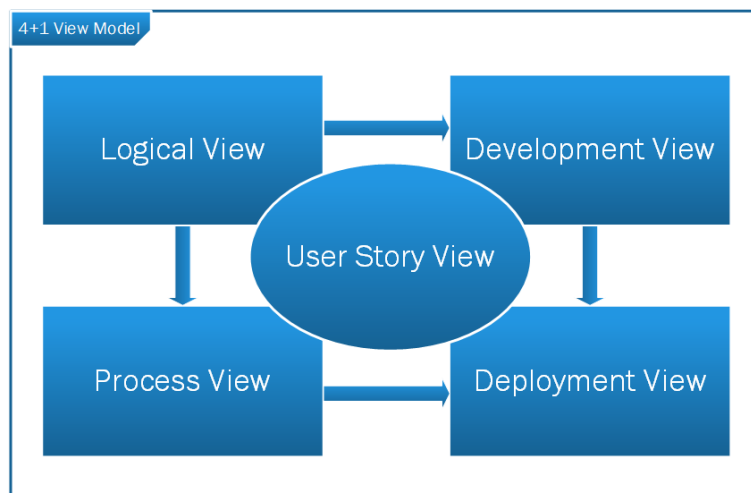 4+1 View Model
Logical View
Development View
User Story View
Process View
Deployment View